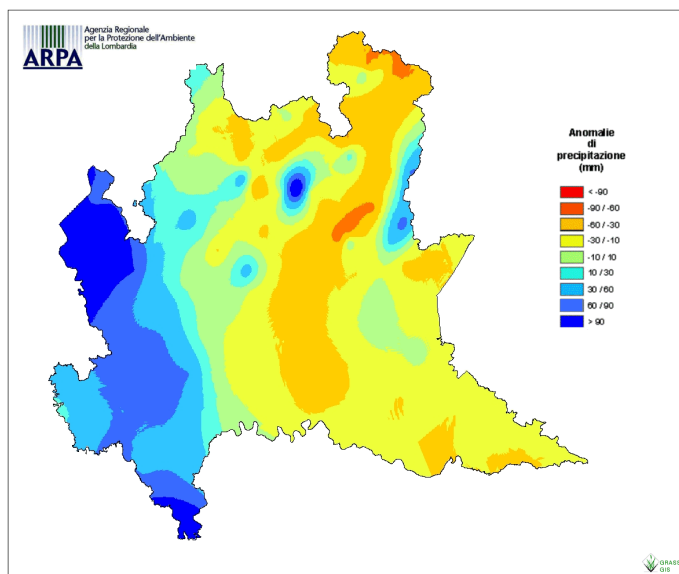 Agenzia Regionale
per la Protezione dell'Ambiente
della Lombardia
ARPA
Anomalie
di
precipitazione
(mm)
< -90
-90 / -60
-60 / -30
-30 / -10
-10 / 10
10 / 30
30 / 60
60 / 90
> 90
GRASS
GIS